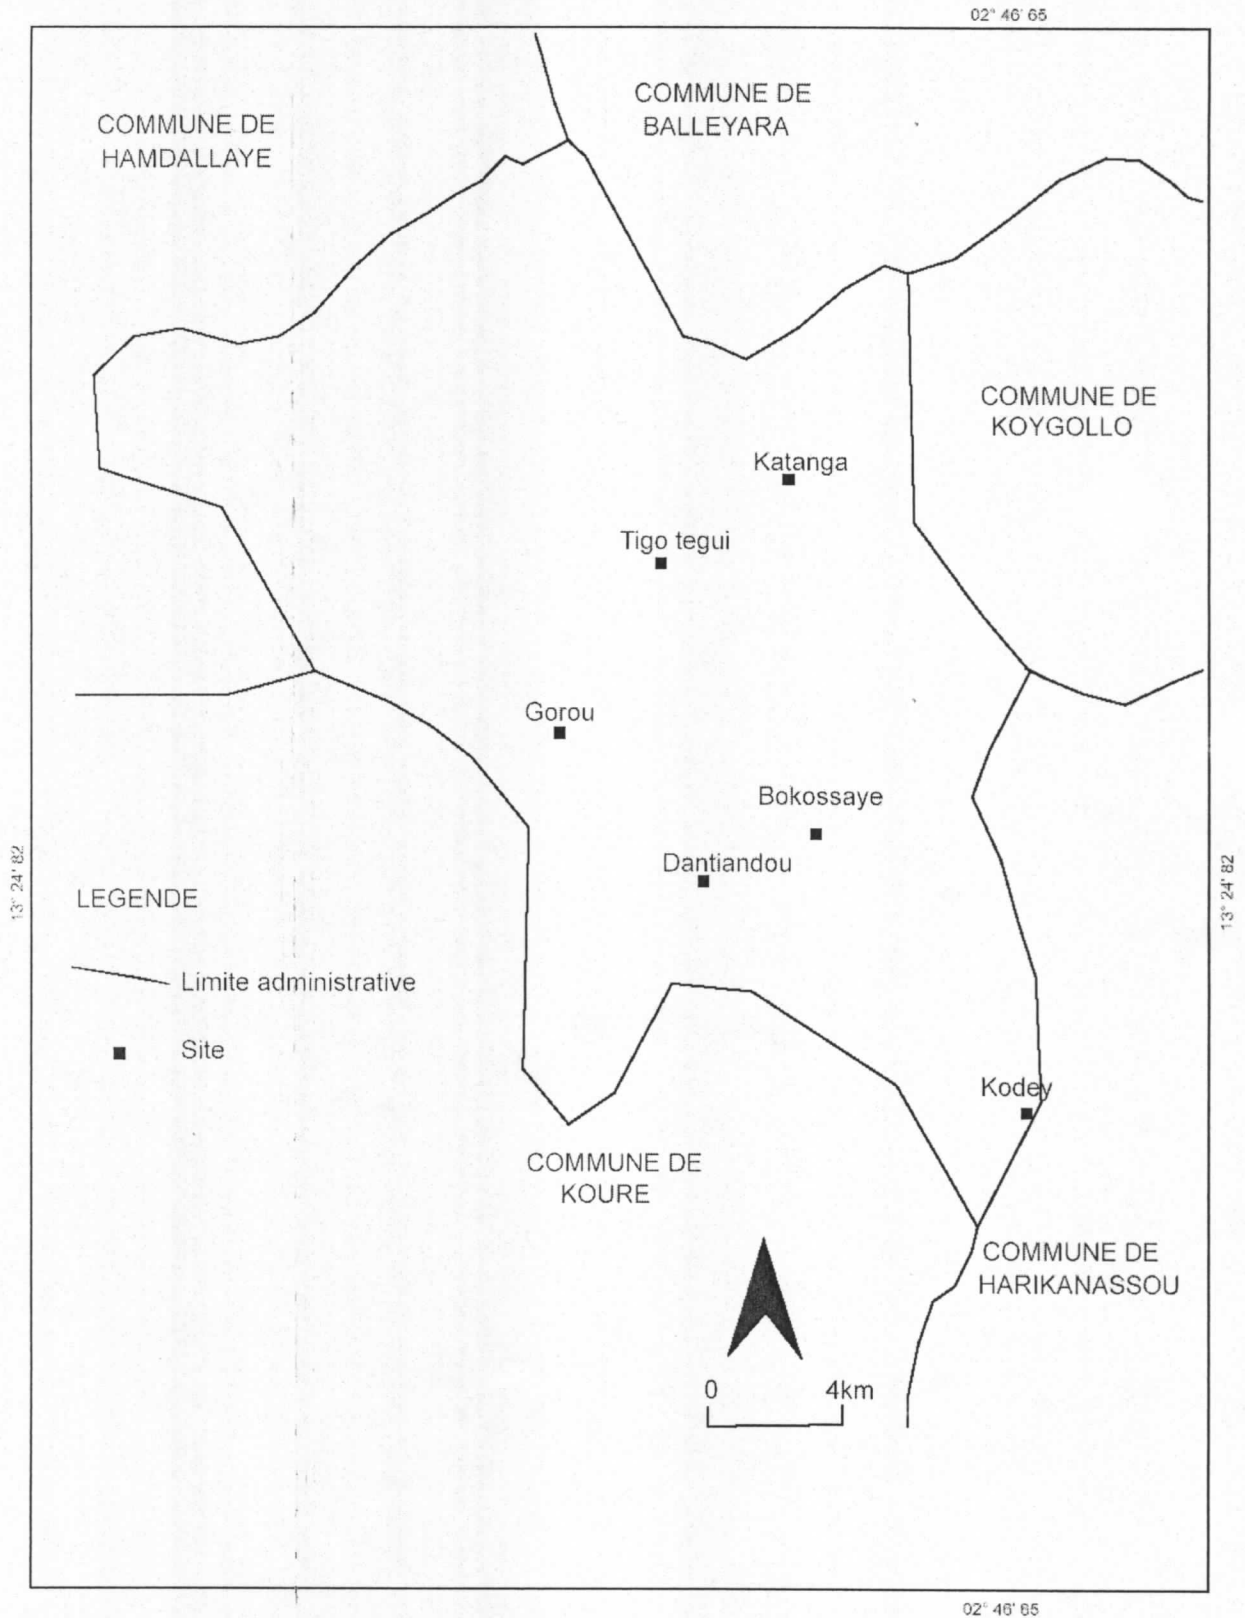 02° 46' 65
COMMUNE DE
BALLEYARA
COMMUNE DE
HAMDALLAYE
COMMUNE DE
KOYGOLLO
Katanga
Tigo tegui
Gorou
Bokossaye
Dantiandou
13° 24' 82
13° 24' 82
LEGENDE
Limite administrative
Site
Kodey
COMMUNE DE
KOURE
COMMUNE DE
HARIKANASSOU
0 4km
02° 46' 65